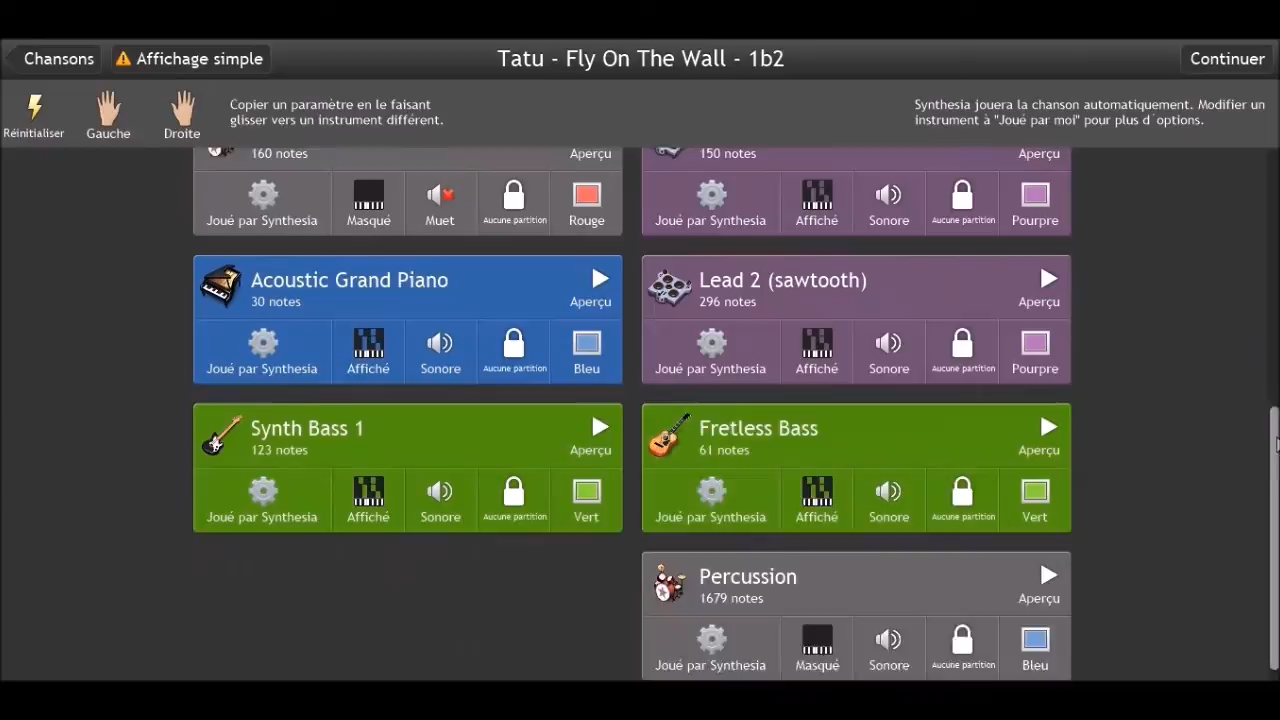 Chansons
Affichage simple
Tatu - Fly On The Wall - 1b2
Continuer
Réinitialiser
Gauche
Droite
Copier un paramètre en le faisant
glisser vers un instrument différent.
Synthesia jouera la chanson automatiquement. Modifier un
instrument à "Joué par moi" pour plus d´options.
160 notes
Aperçu
Joué par Synthesia
Masqué
Muet
Aucune partition
Rouge
150 notes
Aperçu
Joué par Synthesia
Affiché
Sonore
Aucune partition
Pourpre
Acoustic Grand Piano
30 notes
Aperçu
Joué par Synthesia
Affiché
Sonore
Aucune partition
Bleu
Lead 2 (sawtooth)
296 notes
Aperçu
Joué par Synthesia
Affiché
Sonore
Aucune partition
Pourpre
Synth Bass 1
123 notes
Aperçu
Joué par Synthesia
Affiché
Sonore
Aucune partition
Vert
Fretless Bass
61 notes
Aperçu
Joué par Synthesia
Affiché
Sonore
Aucune partition
Vert
Percussion
1679 notes
Aperçu
Joué par Synthesia
Masqué
Sonore
Aucune partition
Bleu